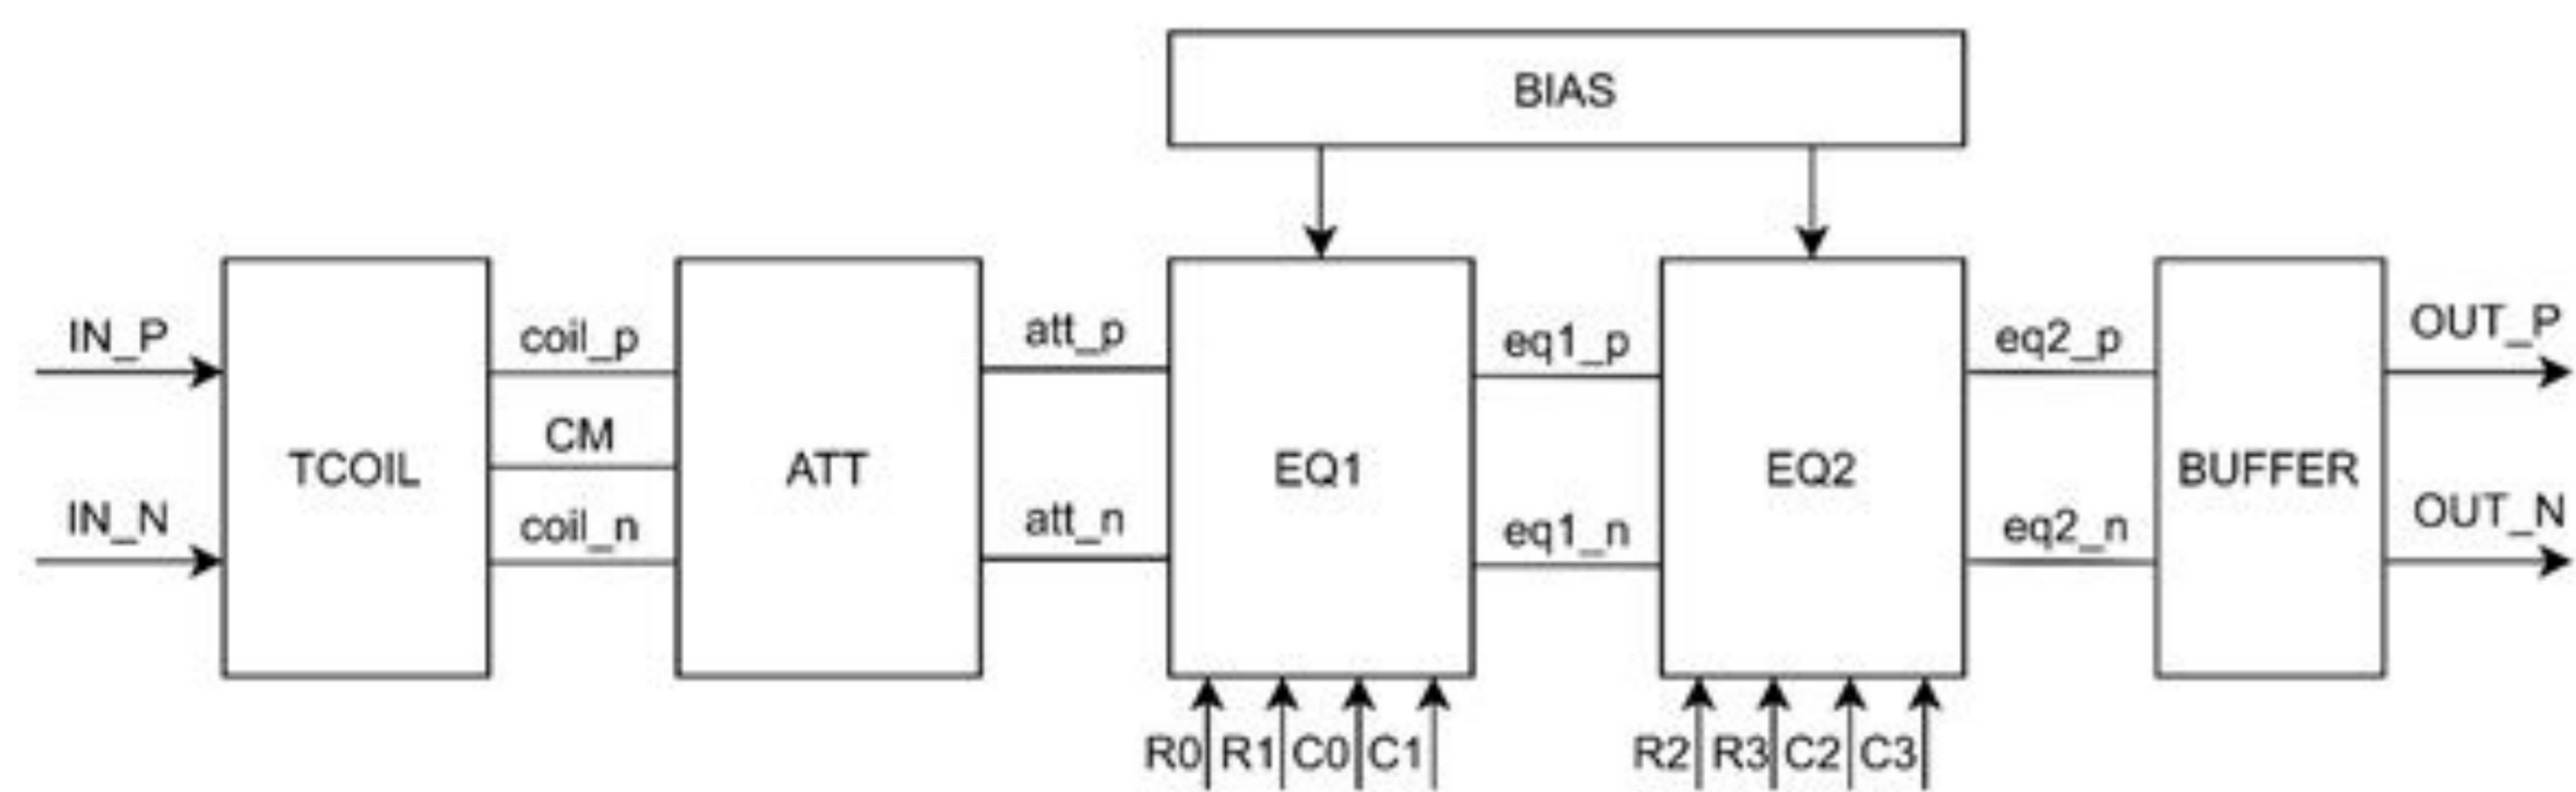 BIAS
IN_P
coil_p
att_p
eq1_p
eq2_p
OUT_P
CM
TCOIL
ATT
EQ1
EQ2
BUFFER
IN_N
coil_n
att_n
eq1_n
eq2_n
OUT_N
R0 R1 C0 C1
R2 R3 C2 C3